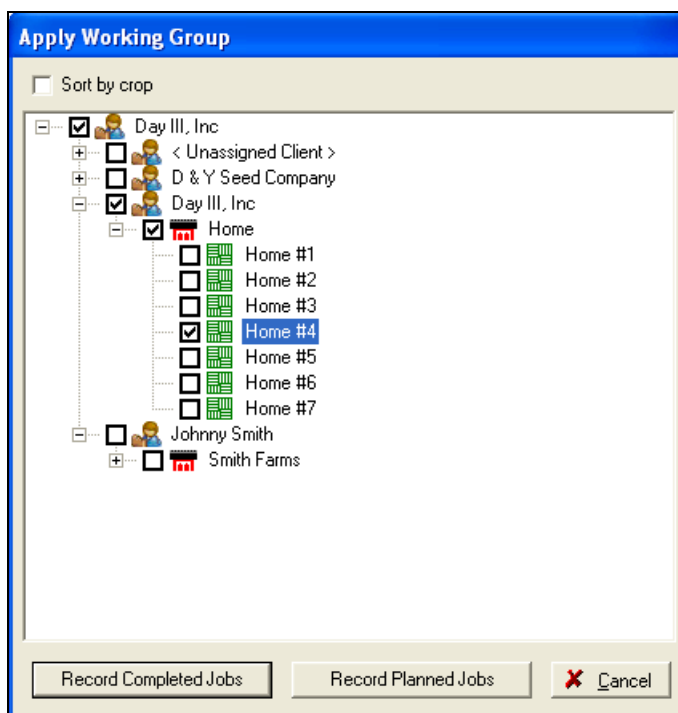 Apply Working Group
Sort by crop
Day III, Inc
< Unassigned Client >
D & Y Seed Company
Day III, Inc
Home
Home #1
Home #2
Home #3
Home #4
Home #5
Home #6
Home #7
Johnny Smith
Smith Farms
Record Completed Jobs Record Planned Jobs Cancel